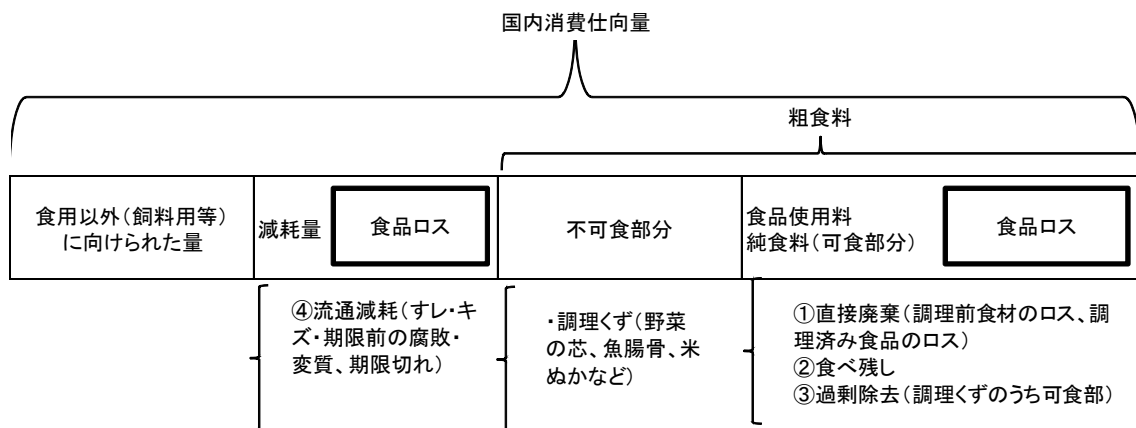 国内消費仕向量
粗食料
食用以外(飼料用等)
に向けられた量
減耗量
食品ロス
不可食部分
食品使用料
純食料(可食部分)
食品ロス
④流通減耗(すレ・キ
ズ・期限前の腐敗・
変質、期限切れ)
・調理くず(野菜
の芯、魚腸骨、米
ぬかなど)
①直接廃棄(調理前食材のロス、調
理済み食品のロス)
②食べ残し
③過剰除去(調理くずのうち可食部)